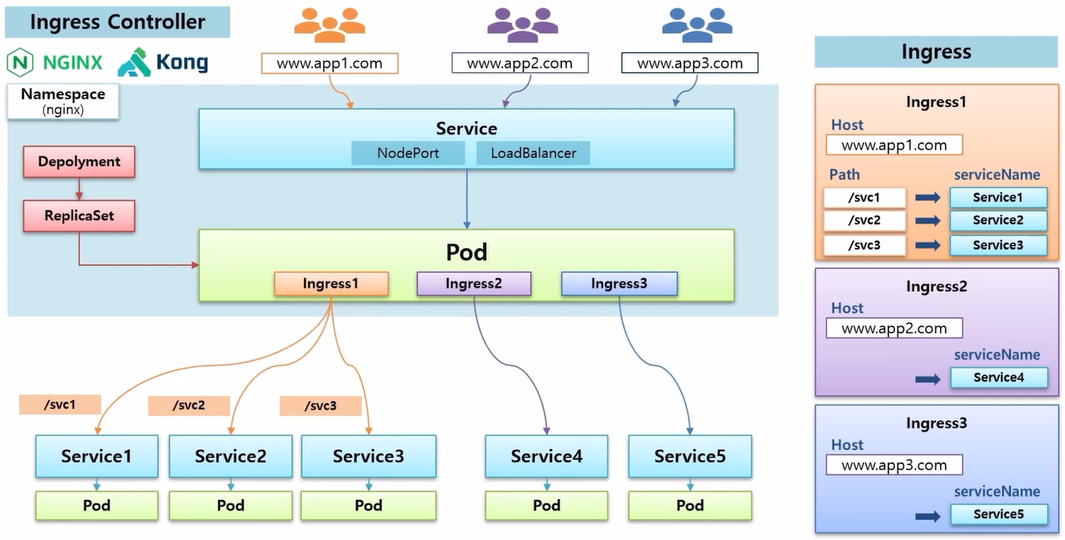 Ingress Controller
NGINX
Kong
www.app1.com
www.app2.com
www.app3.com
Namespace
(nginx)
Service
NodePort
LoadBalancer
Depolyment
ReplicaSet
Pod
Ingress1
Ingress2
Ingress3
/svc1
/svc2
/svc3
Service1
Service2
Service3
Service4
Service5
Pod
Pod
Pod
Pod
Pod
Ingress
Ingress1
Host
www.app1.com
Path
serviceName
/svc1
Service1
/svc2
Service2
/svc3
Service3
Ingress2
Host
www.app2.com
serviceName
Service4
Ingress3
Host
www.app3.com
serviceName
Service5